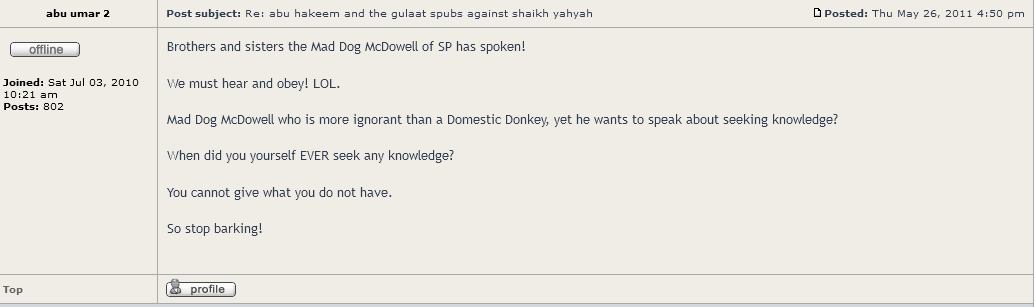 abu umar 2
Post subject: Re: abu hakeem and the gulaat spubs against shaikh yahyah
Posted: Thu May 26, 2011 4:50 pm
offline
Joined: Sat Jul 03, 2010
10:21 am
Posts: 802
Brothers and sisters the Mad Dog McDowell of SP has spoken!
We must hear and obey! LOL.
Mad Dog McDowell who is more ignorant than a Domestic Donkey, yet he wants to speak about seeking knowledge?
When did you yourself EVER seek any knowledge?
You cannot give what you do not have.
So stop barking!
Top
profile